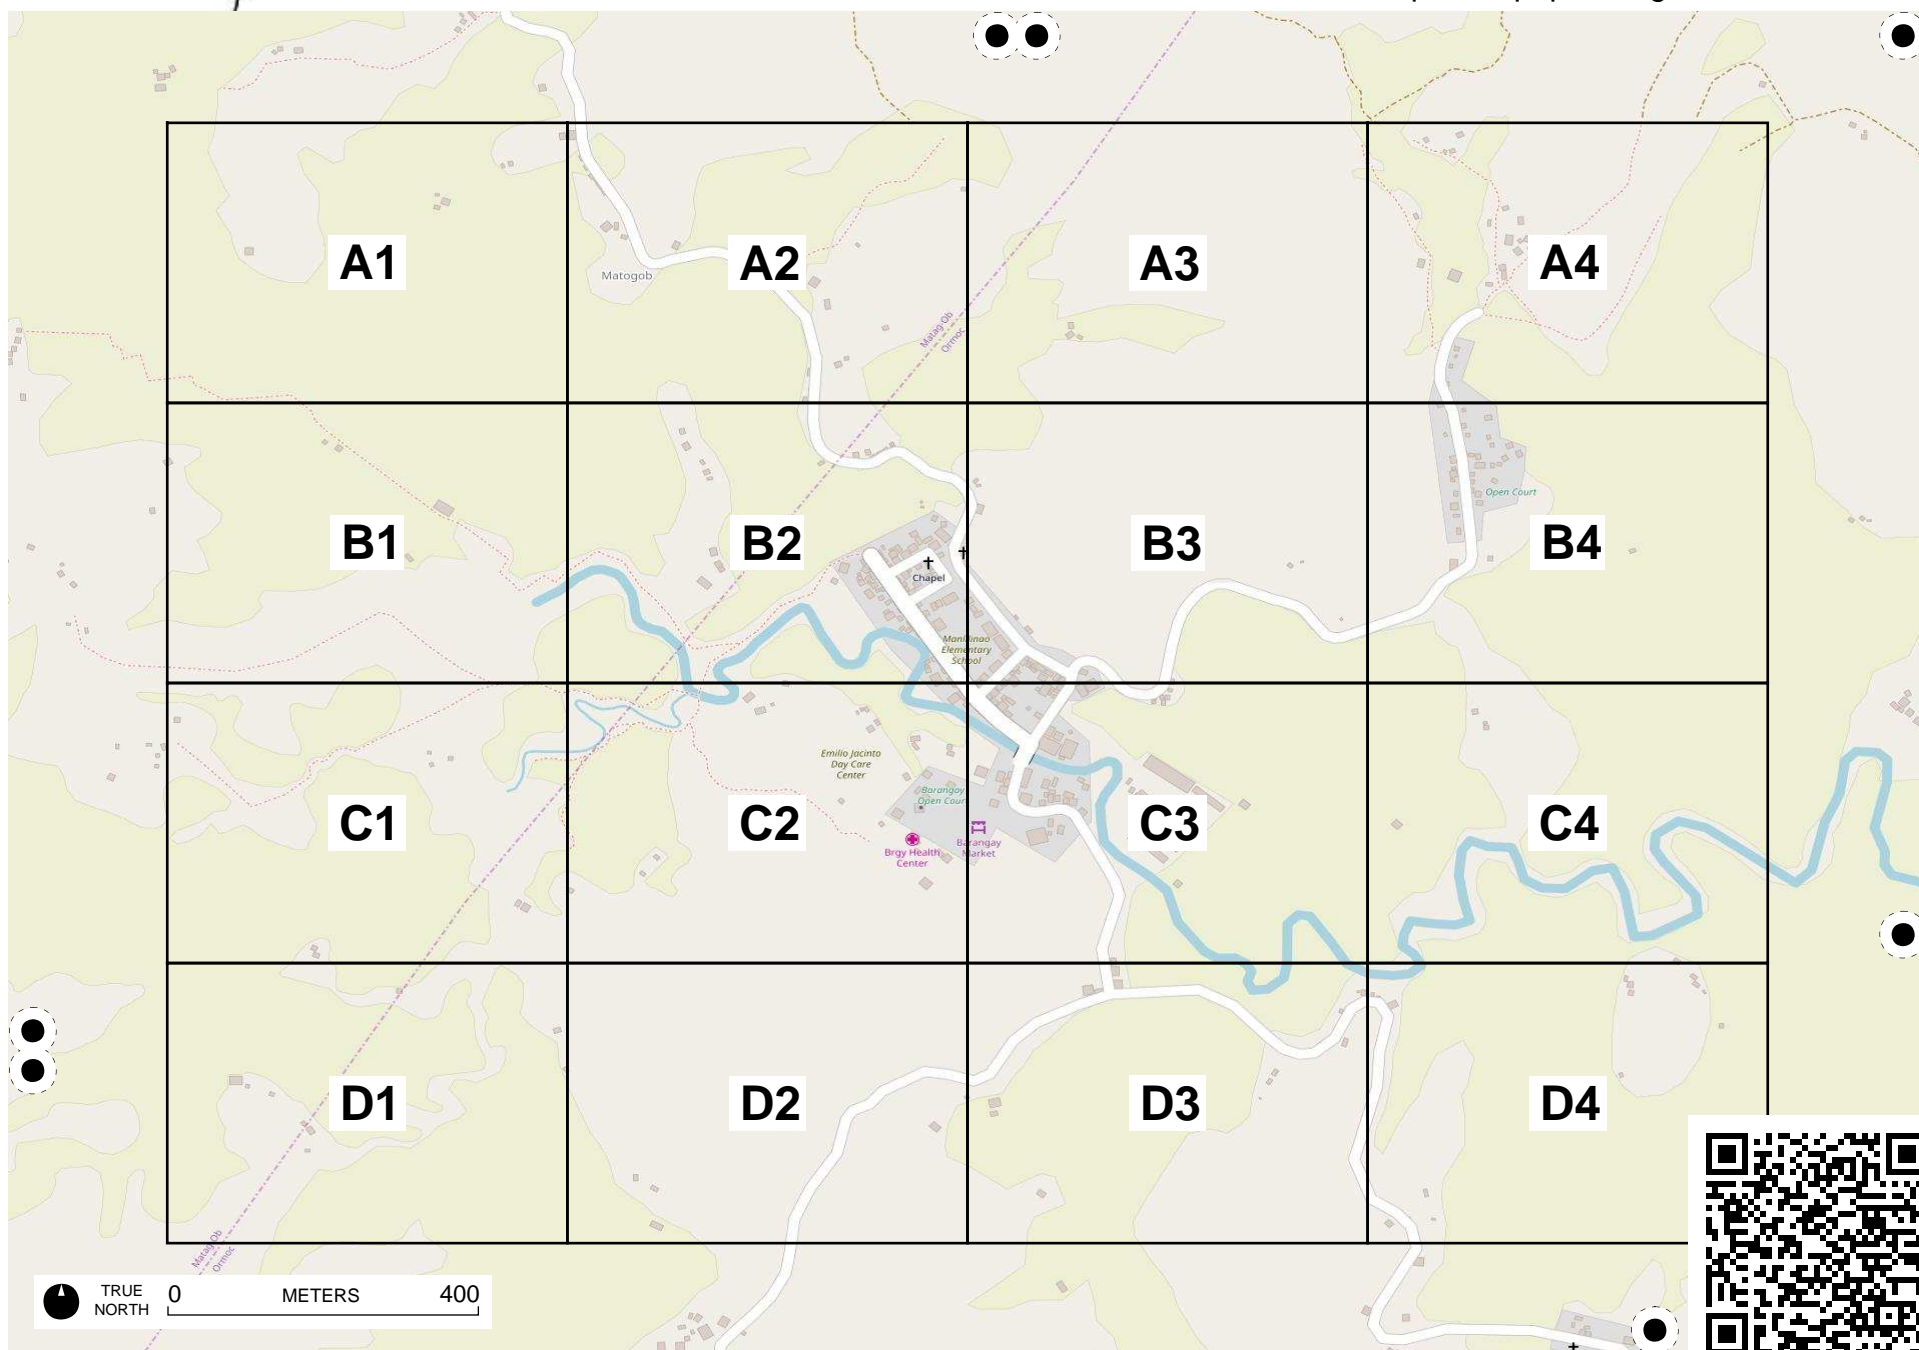 A1
A2
A3
A4
Matogob
Matag-Ob
Ormoc
B1
B2
B3
B4
Open Court
Chapel
Elementary
School
C1
C2
C3
C4
Emilio Jacinto
Day Care
Center
Barangay
Open Cour
Brgy Health
Center
Barangay
Market
D1
D2
D3
D4
Matag-Ob
Ormoc
TRUE
NORTH
0 METERS 400